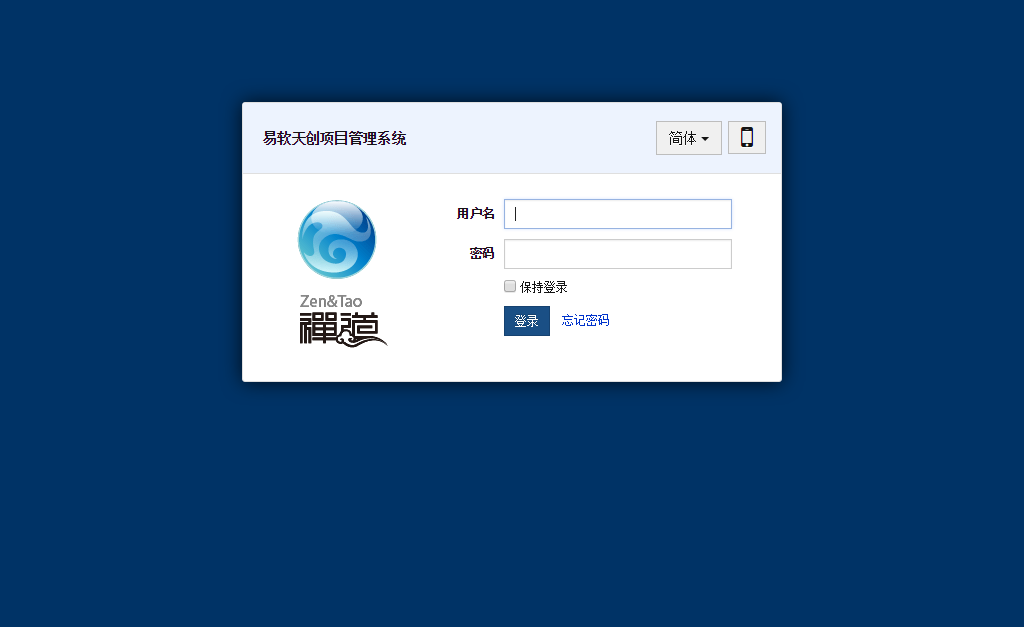 易软天创项目管理系统
简体
用户名
密码
保持登录
登录 忘记密码
Zen&Tao
禪道